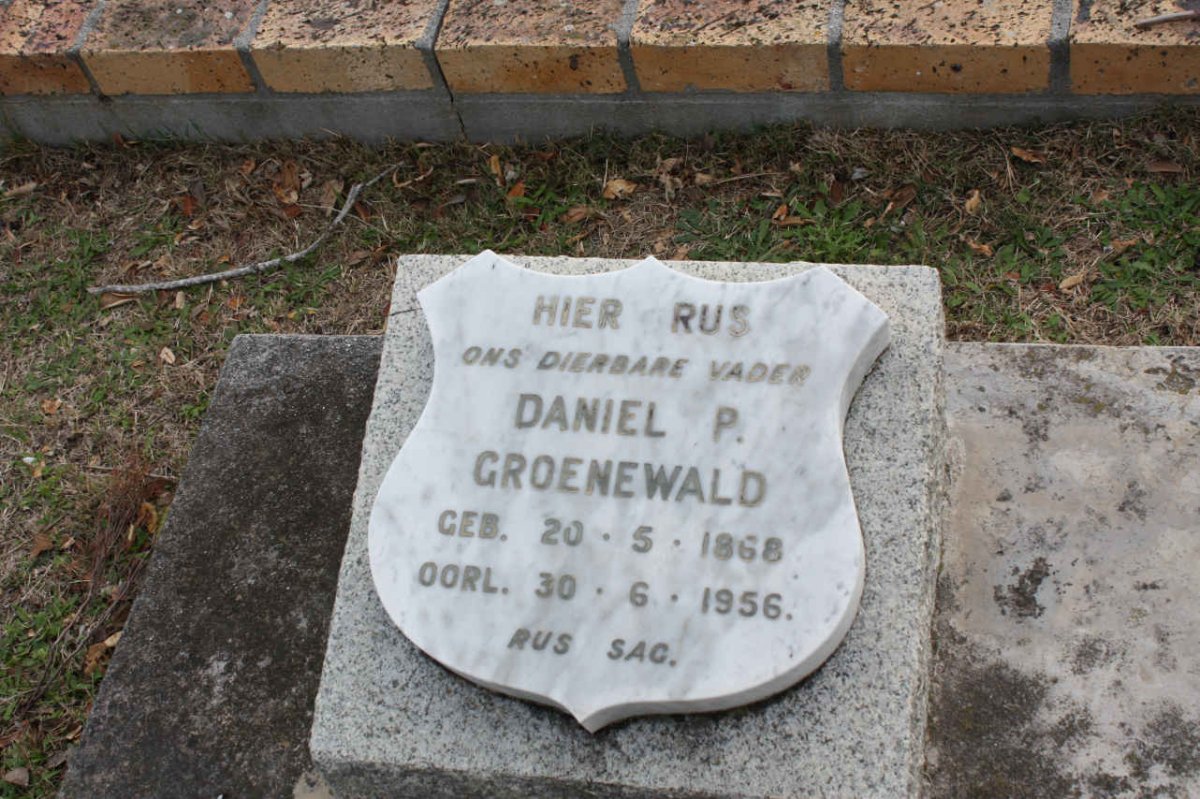 HIER RUS
ONS DIERBARE VADER
DANIEL P.
GROENEWALD
GEB. 20 · 5 · 1868
OORL. 30 · 6 · 1956.
RUS SAG.